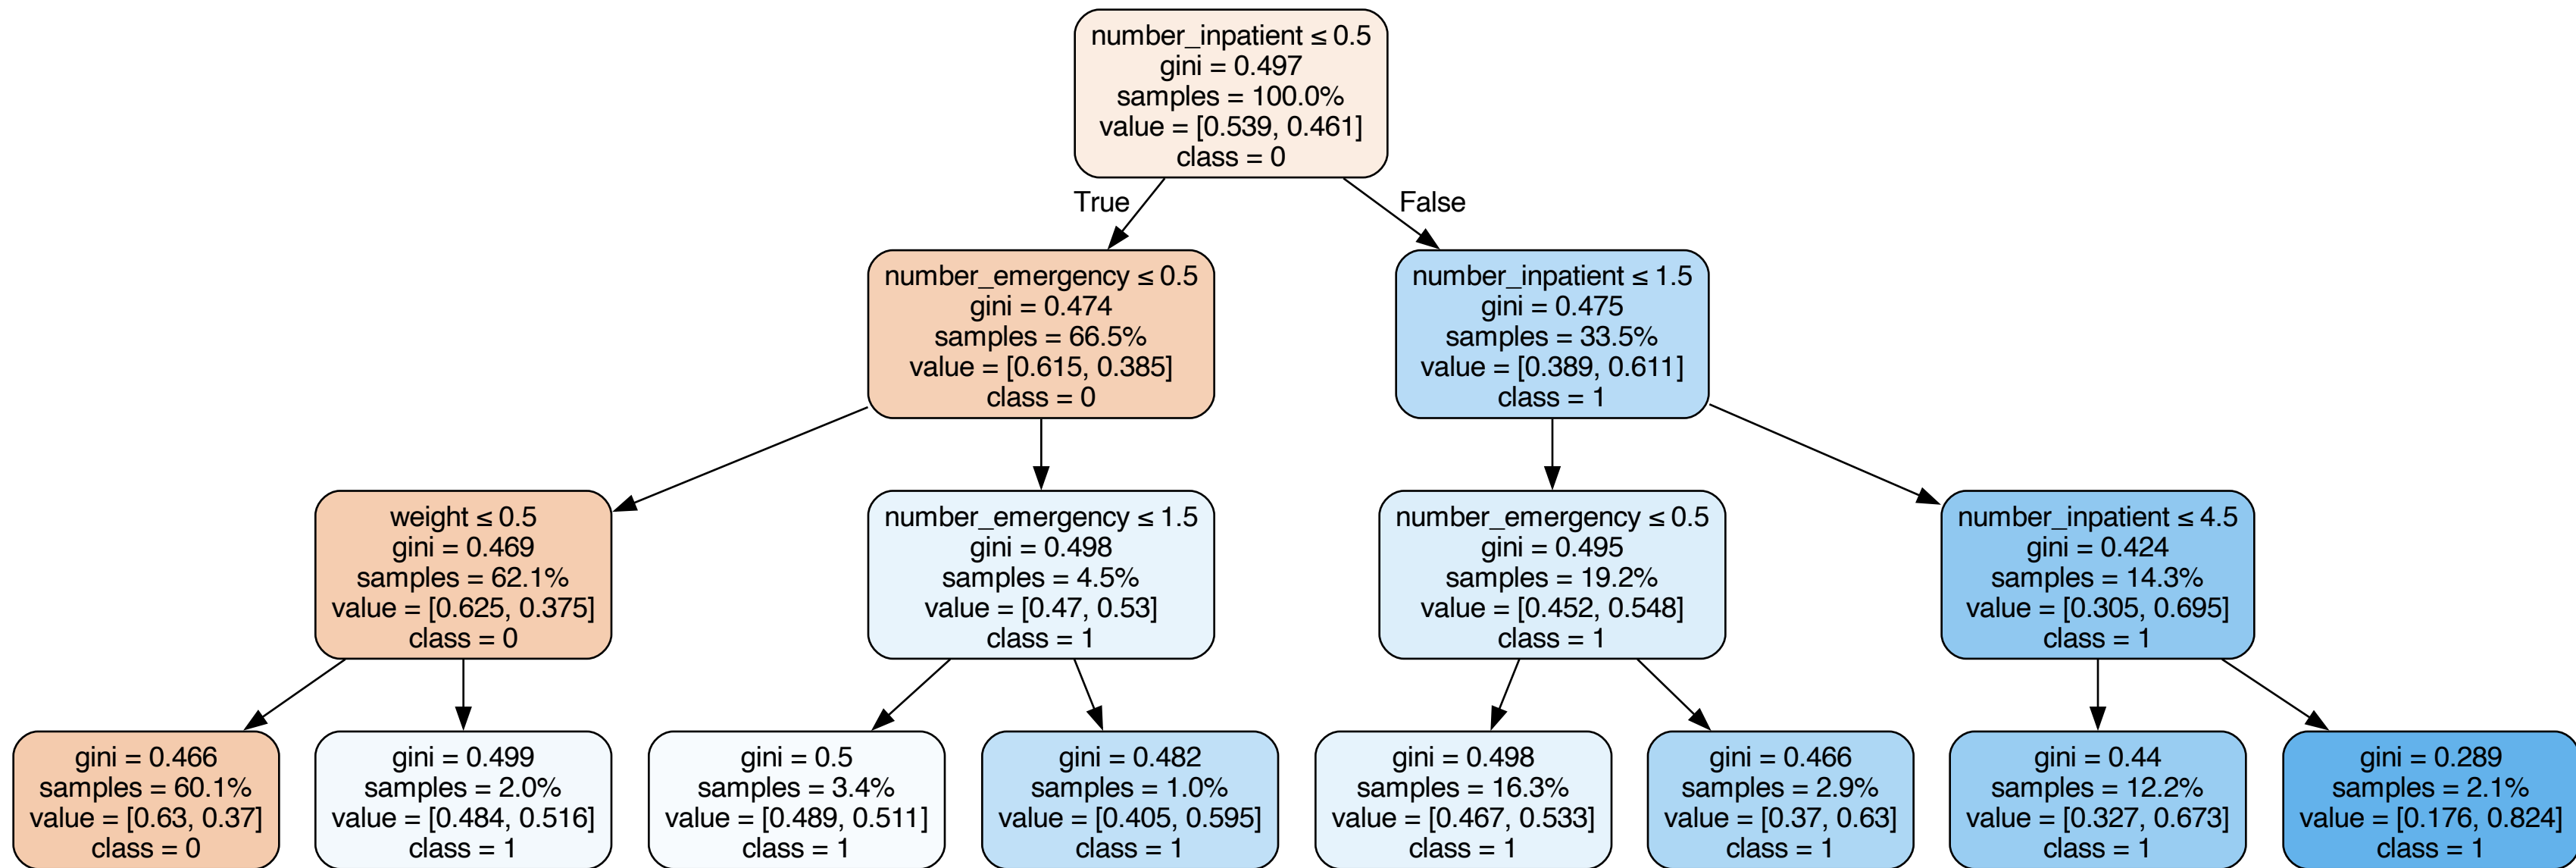 number_inpatient ≤ 0.5
gini = 0.497
samples = 100.0%
value = [0.539, 0.461]
class = 0
True
False
number_emergency ≤ 0.5
gini = 0.474
samples = 66.5%
value = [0.615, 0.385]
class = 0
number_inpatient ≤ 1.5
gini = 0.475
samples = 33.5%
value = [0.389, 0.611]
class = 1
weight ≤ 0.5
gini = 0.469
samples = 62.1%
value = [0.625, 0.375]
class = 0
number_emergency ≤ 1.5
gini = 0.498
samples = 4.5%
value = [0.47, 0.53]
class = 1
number_emergency ≤ 0.5
gini = 0.495
samples = 19.2%
value = [0.452, 0.548]
class = 1
number_inpatient ≤ 4.5
gini = 0.424
samples = 14.3%
value = [0.305, 0.695]
class = 1
gini = 0.466
samples = 60.1%
value = [0.63, 0.37]
class = 0
gini = 0.499
samples = 2.0%
value = [0.484, 0.516]
class = 1
gini = 0.5
samples = 3.4%
value = [0.489, 0.511]
class = 1
gini = 0.482
samples = 1.0%
value = [0.405, 0.595]
class = 1
gini = 0.498
samples = 16.3%
value = [0.467, 0.533]
class = 1
gini = 0.466
samples = 2.9%
value = [0.37, 0.63]
class = 1
gini = 0.44
samples = 12.2%
value = [0.327, 0.673]
class = 1
gini = 0.289
samples = 2.1%
value = [0.176, 0.824]
class = 1